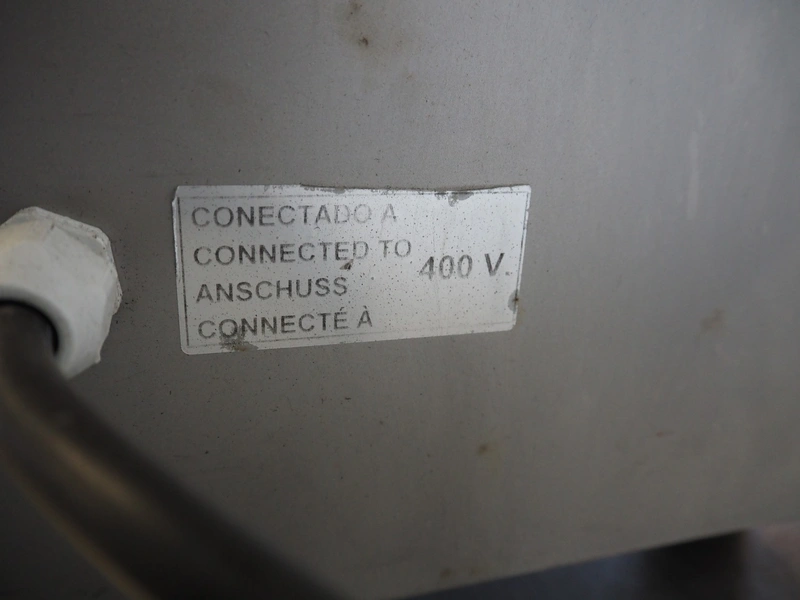 CONECTADO A
CONNECTED TO
400 V.
ANSCHUSS
CONNECTÉ À